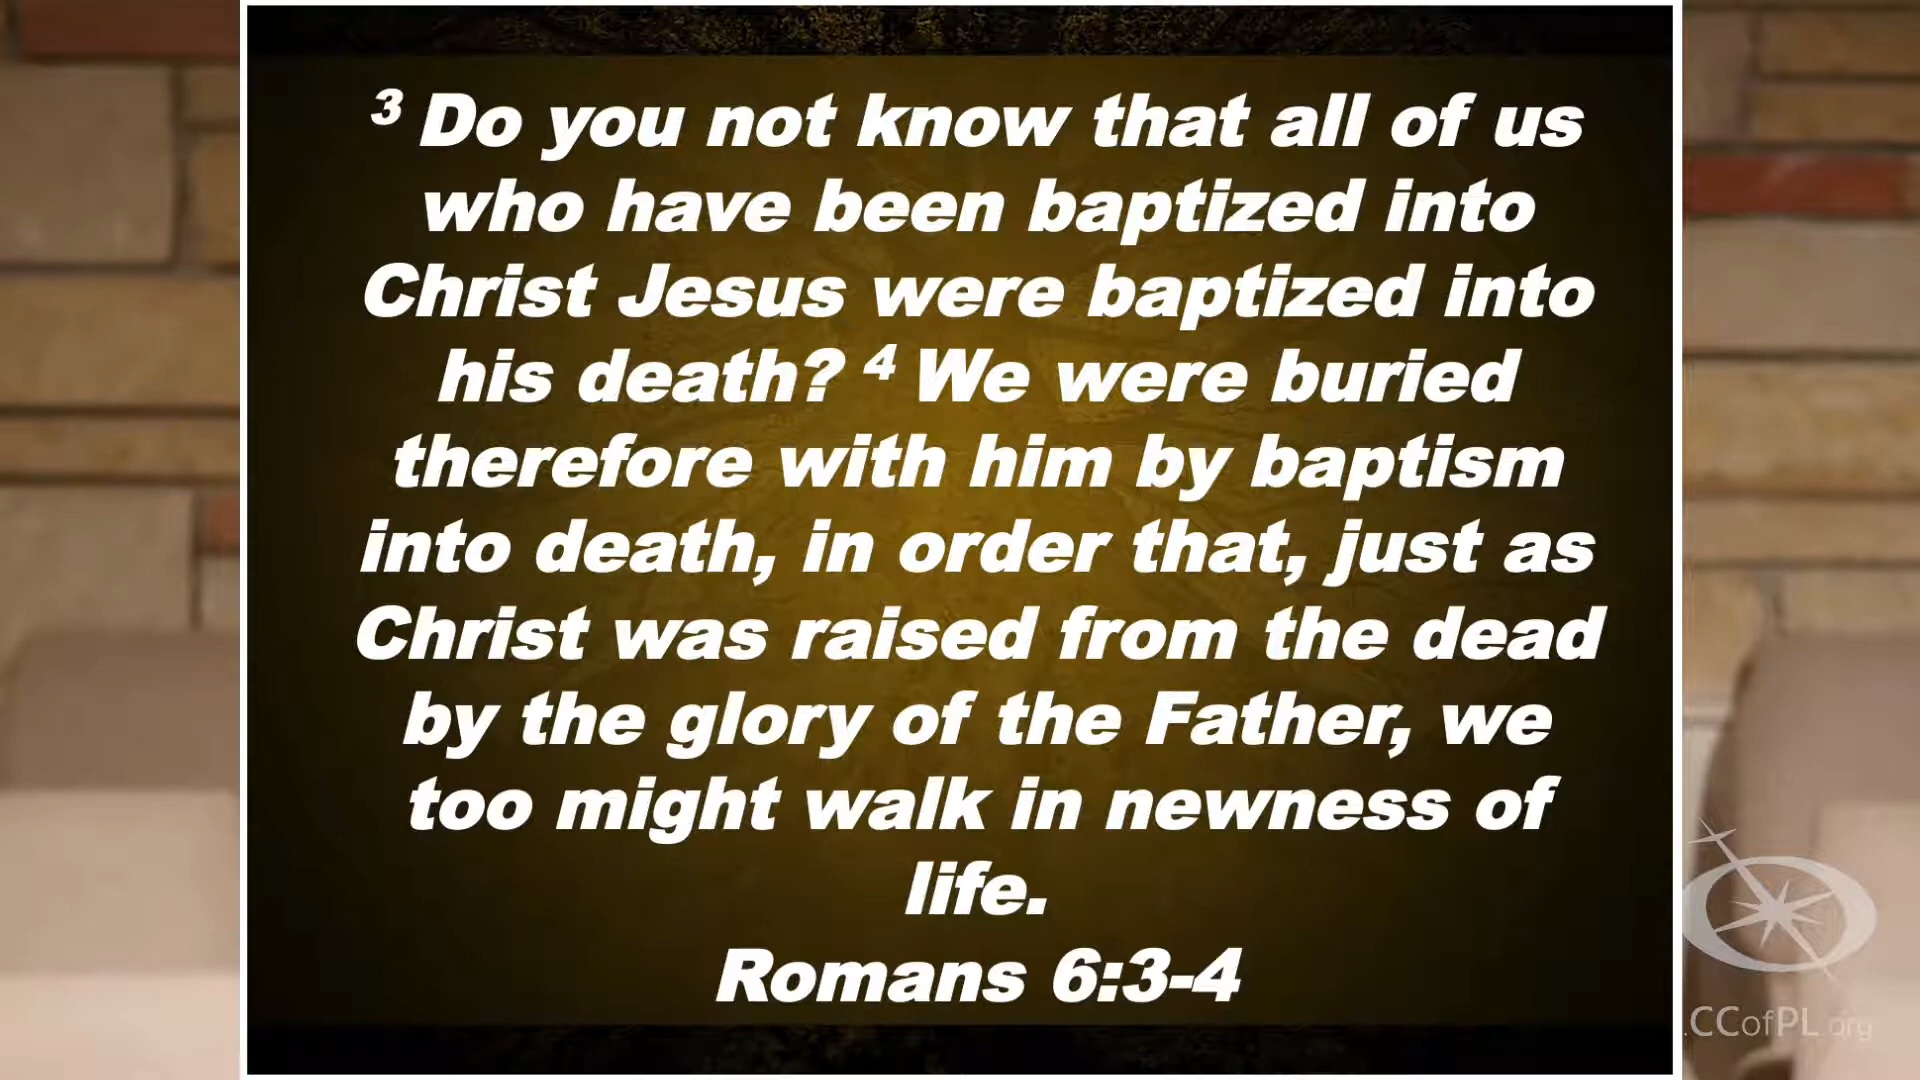 3 Do you not know that all of us
who have been baptized into
Christ Jesus were baptized into
his death? 4 We were buried
therefore with him by baptism
into death, in order that, just as
Christ was raised from the dead
by the glory of the Father, we
too might walk in newness of
life.
Romans 6:3-4
.CCofPL.org